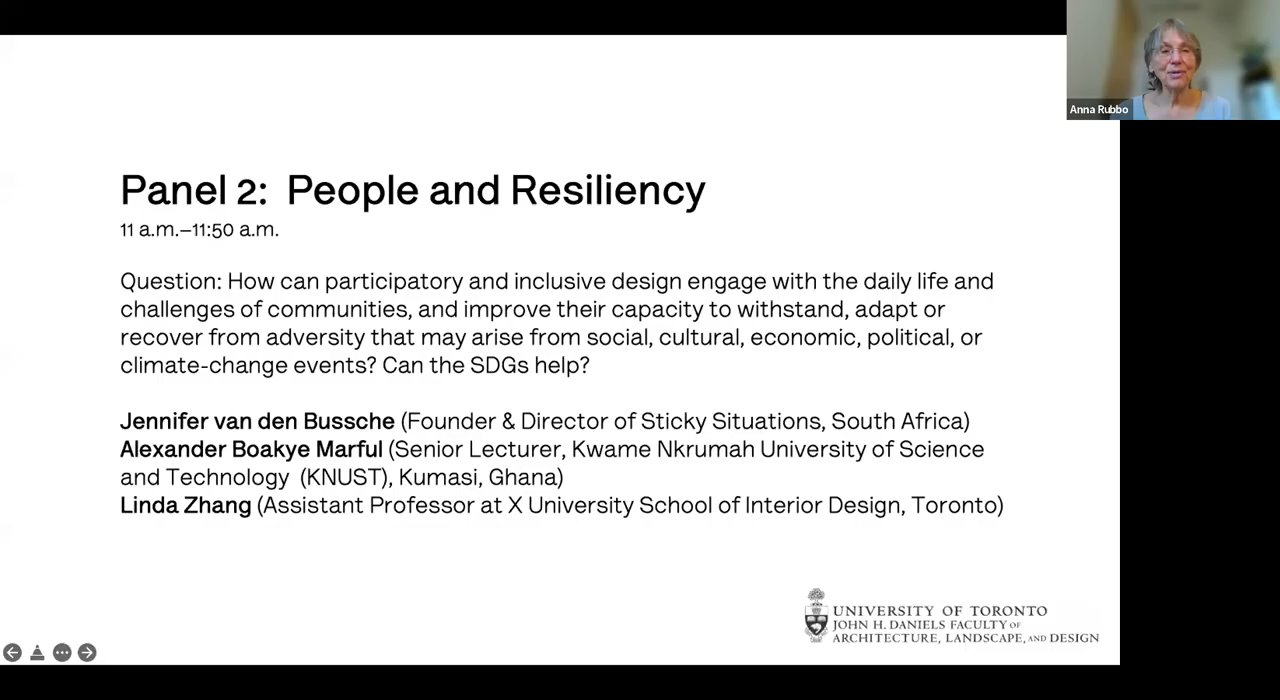 Anna Rubbo
Panel 2: People and Resiliency
11 a.m.–11:50 a.m.
Question: How can participatory and inclusive design engage with the daily life and
challenges of communities, and improve their capacity to withstand, adapt or
recover from adversity that may arise from social, cultural, economic, political, or
climate-change events? Can the SDGs help?
Jennifer van den Bussche (Founder & Director of Sticky Situations, South Africa)
Alexander Boakye Marful (Senior Lecturer, Kwame Nkrumah University of Science
and Technology (KNUST), Kumasi, Ghana)
Linda Zhang (Assistant Professor at X University School of Interior Design, Toronto)
UNIVERSITY OF TORONTO
JOHN H. DANIELS FACULTY OF
ARCHITECTURE, LANDSCAPE, AND DESIGN